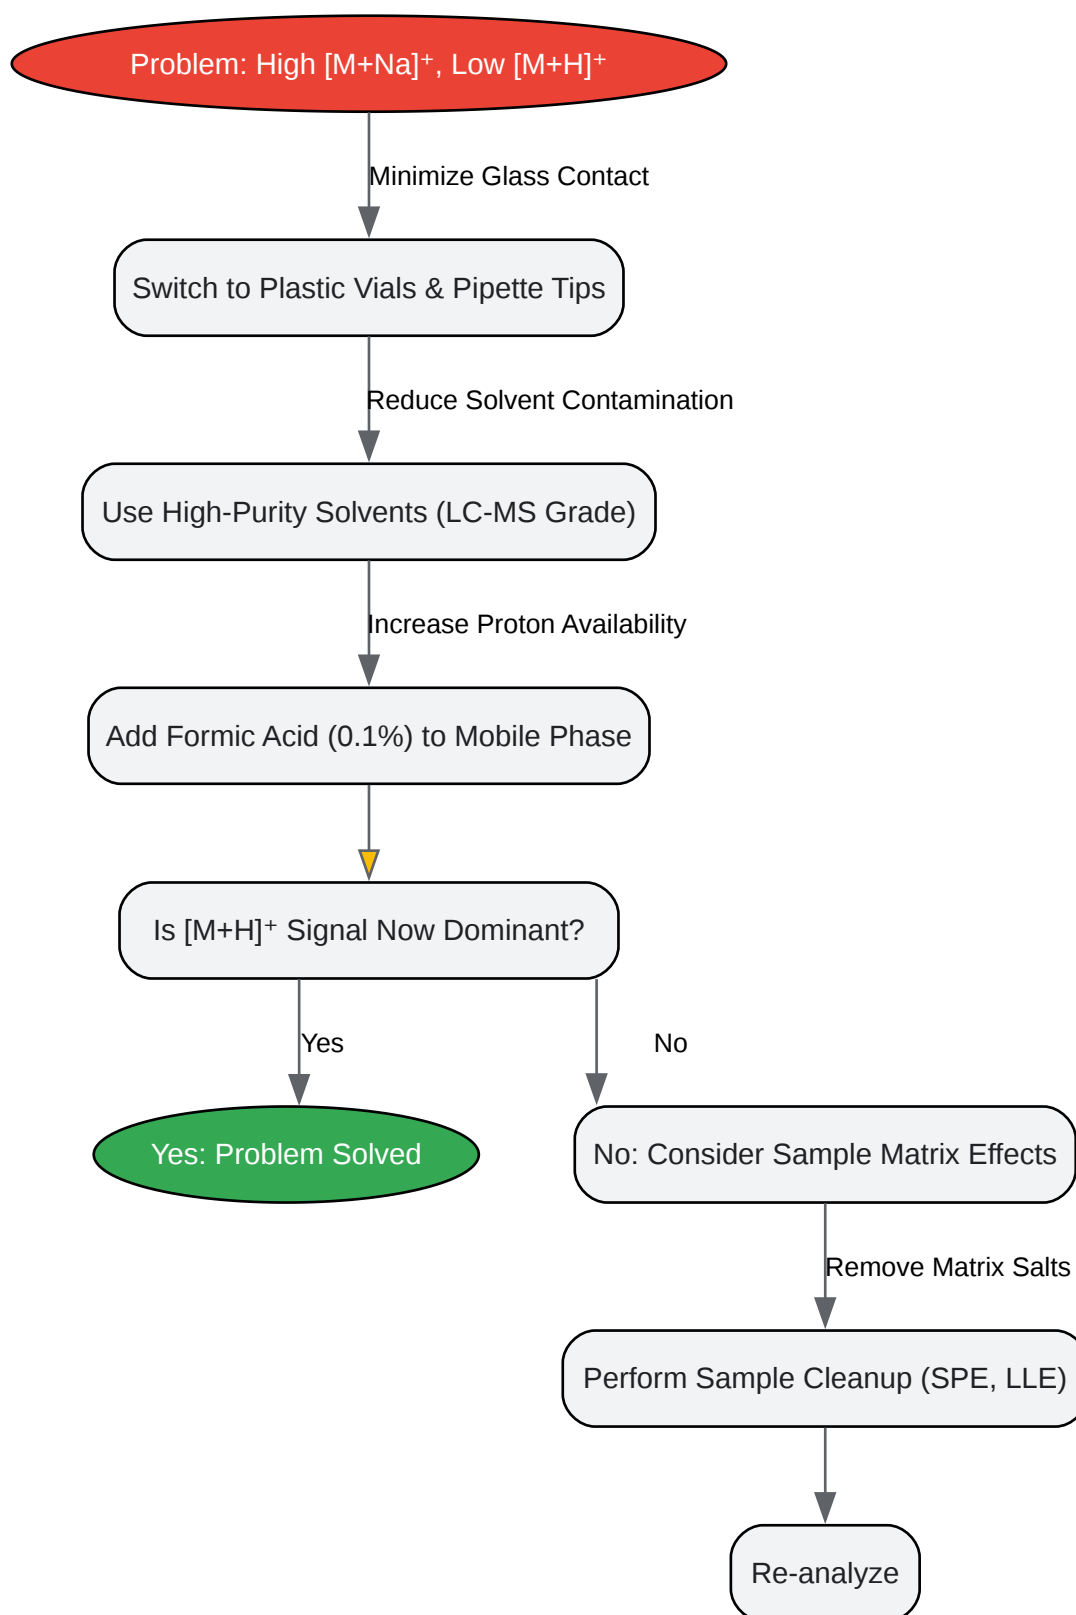 Problem: High [M+Na]⁺, Low [M+H]⁺
Minimize Glass Contact
Switch to Plastic Vials & Pipette Tips
Reduce Solvent Contamination
Use High-Purity Solvents (LC-MS Grade)
Increase Proton Availability
Add Formic Acid (0.1%) to Mobile Phase
Is [M+H]⁺ Signal Now Dominant?
Yes
No
Yes: Problem Solved
No: Consider Sample Matrix Effects
Remove Matrix Salts
Perform Sample Cleanup (SPE, LLE)
Re-analyze